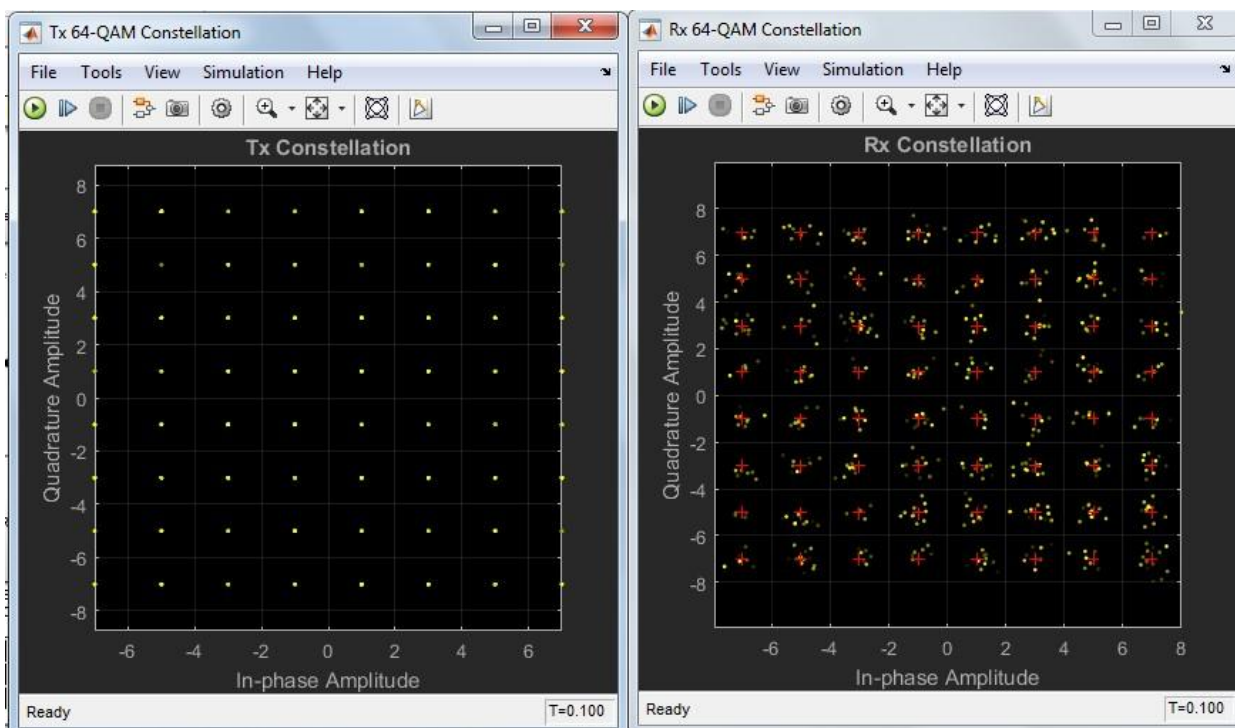 Tx 64-QAM Constellation
File Tools View Simulation Help
Tx Constellation
8
6
4
2
0
-2
-4
-6
-8
Quadrature Amplitude
-6 -4 -2 0 2 4 6
In-phase Amplitude
Ready T=0.100
Rx 64-QAM Constellation
File Tools View Simulation Help
Rx Constellation
8
6
4
2
0
-2
-4
-6
-8
Quadrature Amplitude
-6 -4 -2 0 2 4 6 8
In-phase Amplitude
Ready T=0.100